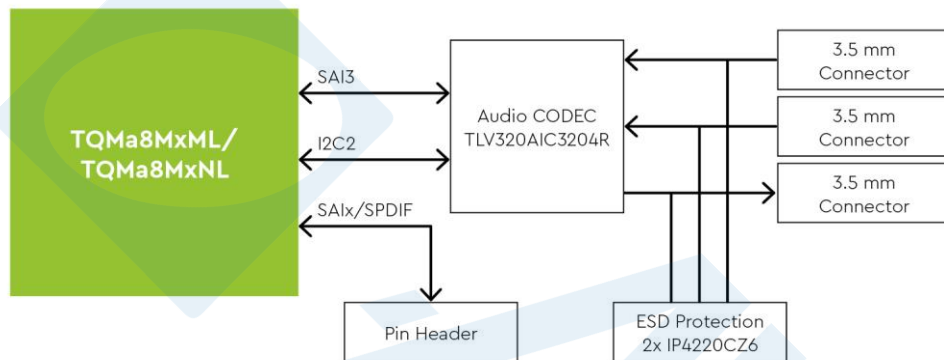 TQMa8MxML/
TQMa8MxNL
SAI3
I2C2
SAIx/SPDIF
Audio CODEC
TLV320AIC3204R
3.5 mm
Connector
3.5 mm
Connector
3.5 mm
Connector
Pin Header
ESD Protection
2x IP4220CZ6